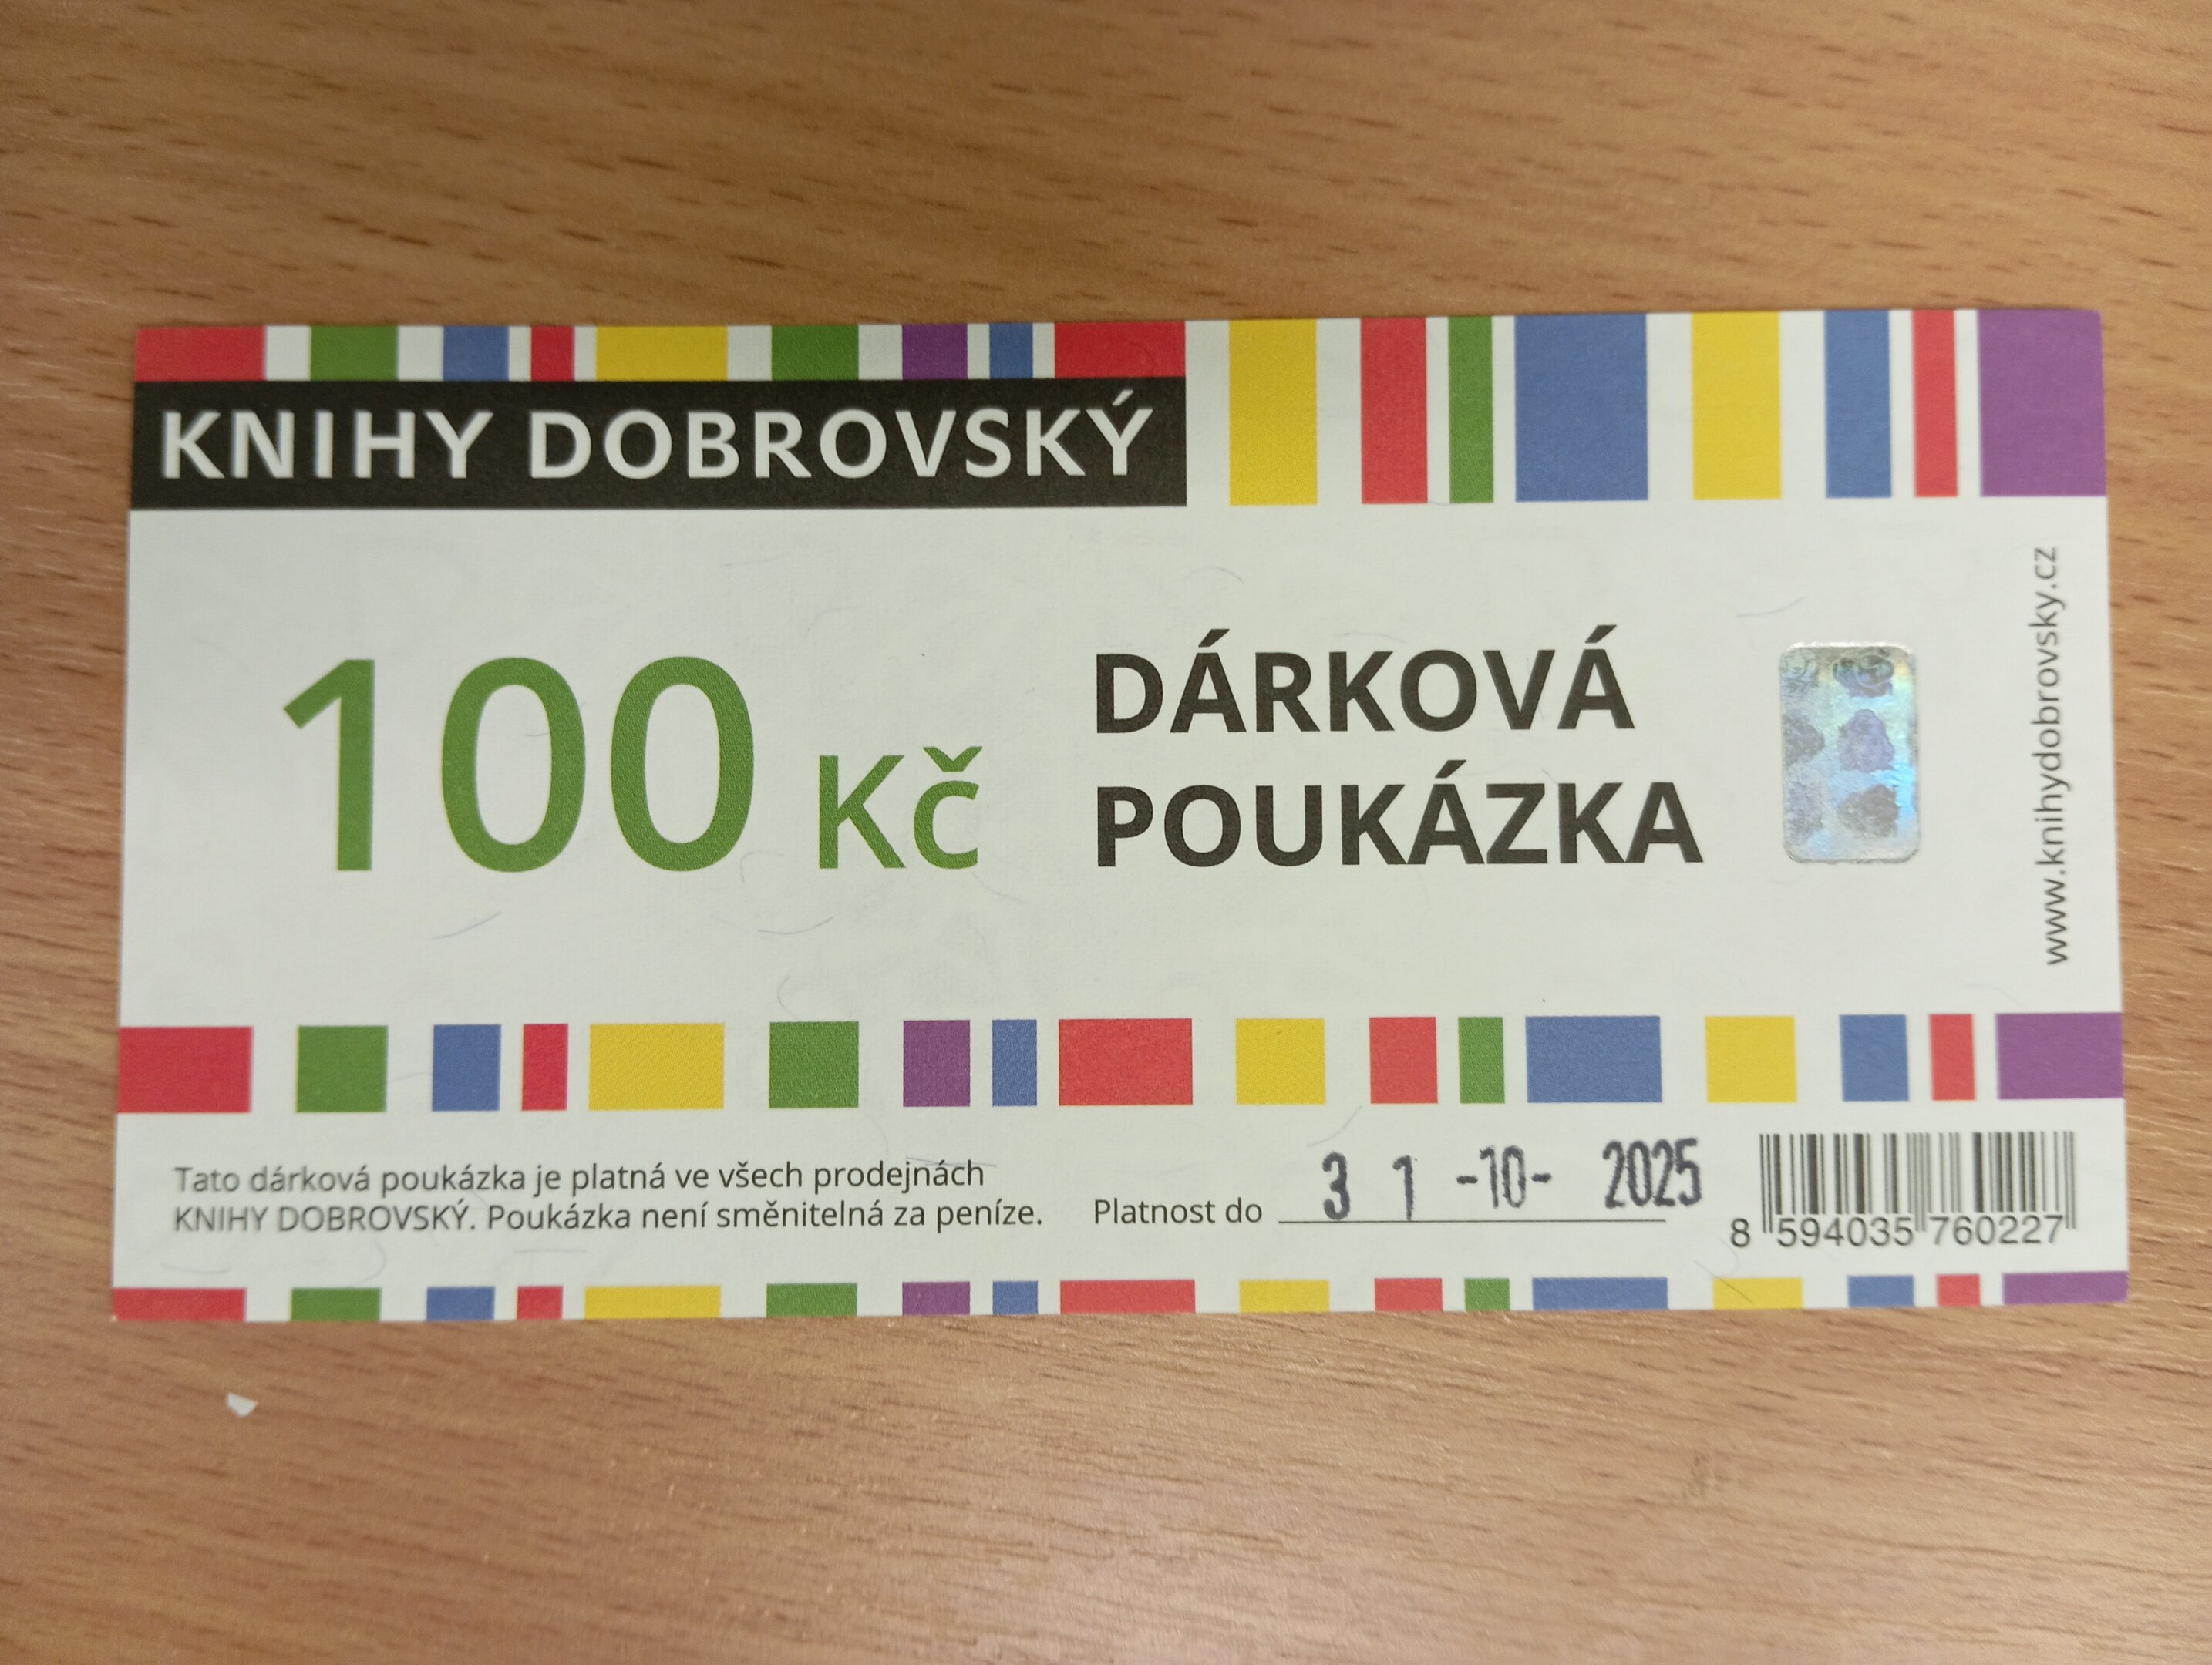 KNIHY DOBROVSKÝ
100 Kč
DÁRKOVÁ
POUKÁZKA
www.knihydobrovsky.cz
Tato dárková poukázka je platná ve všech prodejnách
KNIHY DOBROVSKÝ. Poukázka není směnitelná za peníze.
Platnost do 31 -10- 2025
8 594035 760227